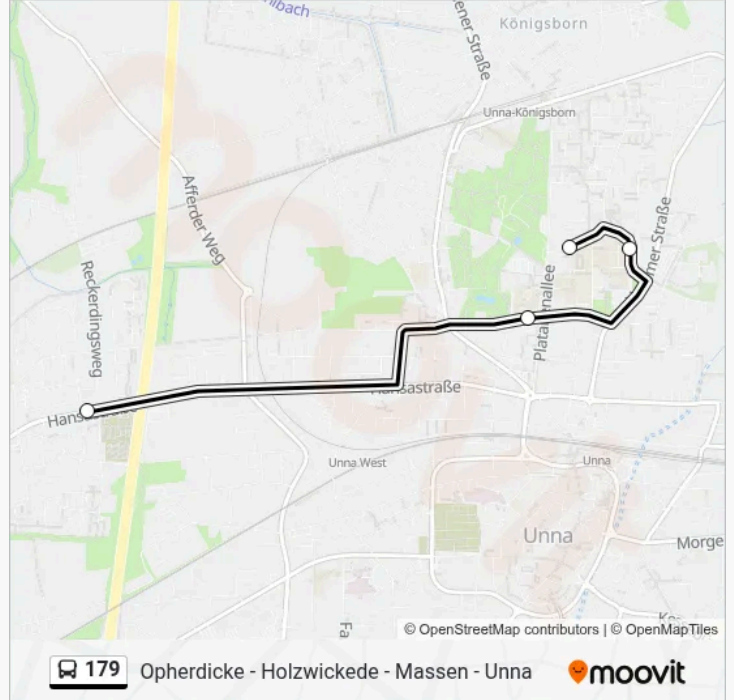 Königsborn
Unna-Königsborn
Afferder Weg
Reckerdingsweg
Hansastraße
Unna West
Unna
Unna
Morge
Fa
© OpenStreetMap contributors | © OpenMapTiles
179 Opherdicke - Holzwickede - Massen - Unna
moovit